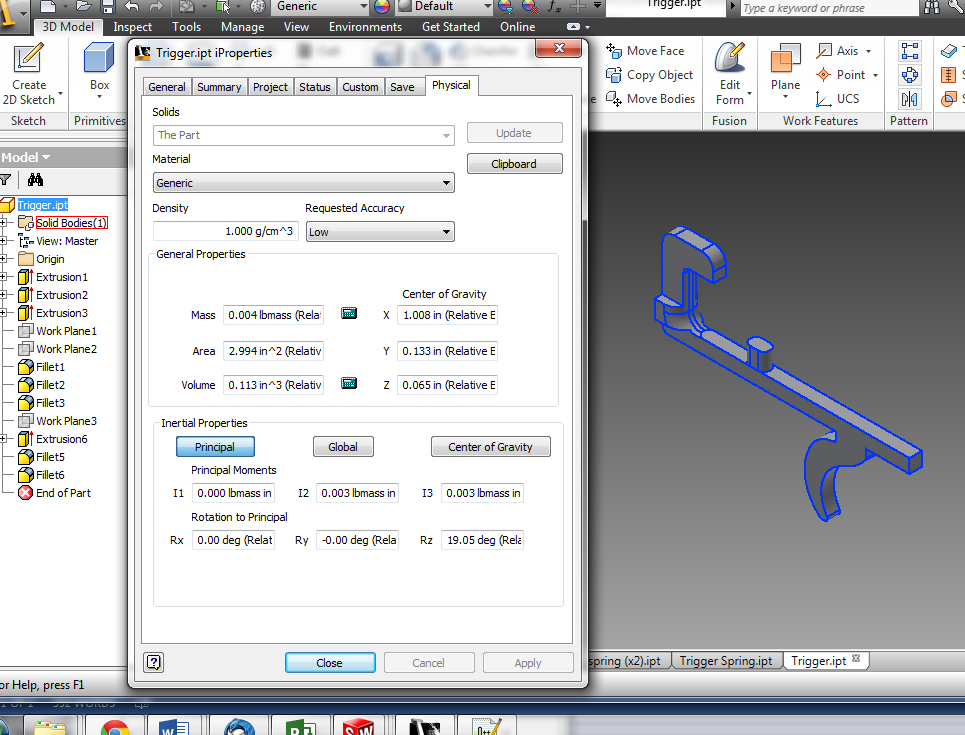 Generic
Default
Trigger.ipt
Type a keyword or phrase
3D Model Inspect Tools Manage View Environments Get Started Online
Trigger.ipt iProperties
Create
2D Sketch
Box
Move Face
Copy Object
Move Bodies
Edit
Form
Plane
Axis
Point
UCS
Sketch
Primitives
Fusion
Work Features
Pattern
Model
Trigger.ipt
Solid Bodies(1)
View: Master
Origin
Extrusion1
Extrusion2
Extrusion3
Work Plane1
Work Plane2
Fillet1
Fillet2
Fillet3
Work Plane3
Extrusion6
Fillet5
Fillet6
End of Part
General Summary Project Status Custom Save Physical
Solids
The Part
Update
Material
Clipboard
Generic
Density
Requested Accuracy
1.000 g/cm^3
Low
General Properties
Center of Gravity
Mass 0.004 lbmass (Relat X 1.008 in (Relative E
Area 2.994 in^2 (Relativ Y 0.133 in (Relative E
Volume 0.113 in^3 (Relativ Z 0.065 in (Relative E
Inertial Properties
Principal Global Center of Gravity
Principal Moments
I1 0.000 lbmass in I2 0.003 lbmass in I3 0.003 lbmass in
Rotation to Principal
Rx 0.00 deg (Relat Ry -0.00 deg (Rela Rz 19.05 deg (Rela
Close Cancel Apply
spring (x2).ipt Trigger Spring.ipt Trigger.ipt
or Help, press F1